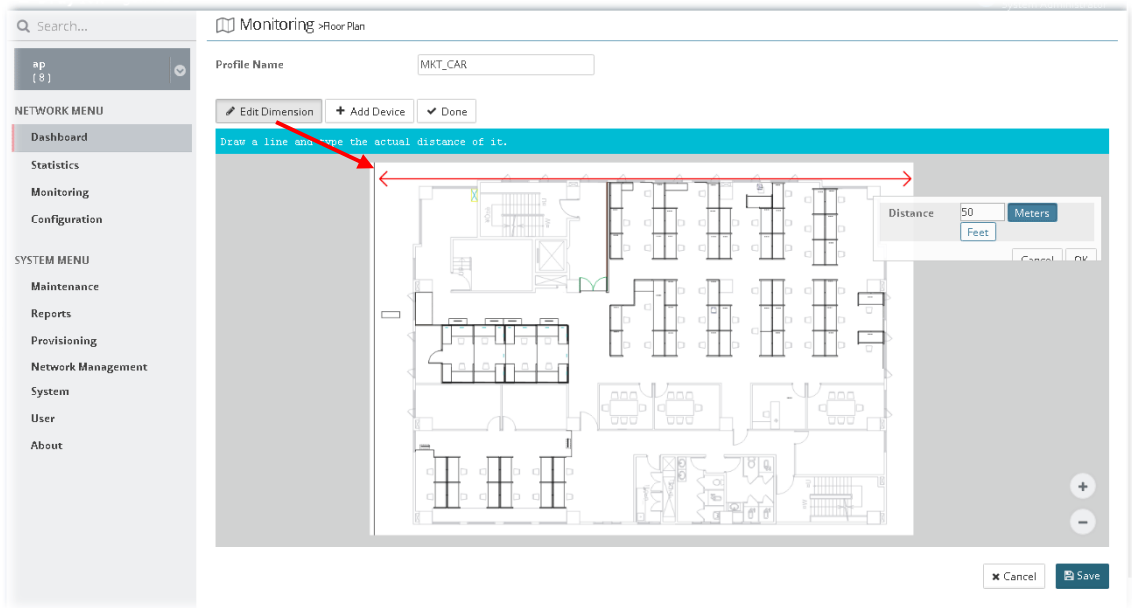 Search...
Monitoring >Floor Plan
ap
[ 8 ]
Profile Name
MKT_CAR
NETWORK MENU
Dashboard
Statistics
Monitoring
Configuration
SYSTEM MENU
Maintenance
Reports
Provisioning
Network Management
System
User
About
Edit Dimension
Add Device
Done
Draw a line and type the actual distance of it.
Distance
50
Meters
Feet
Cancel
OK
+
−
Cancel
Save